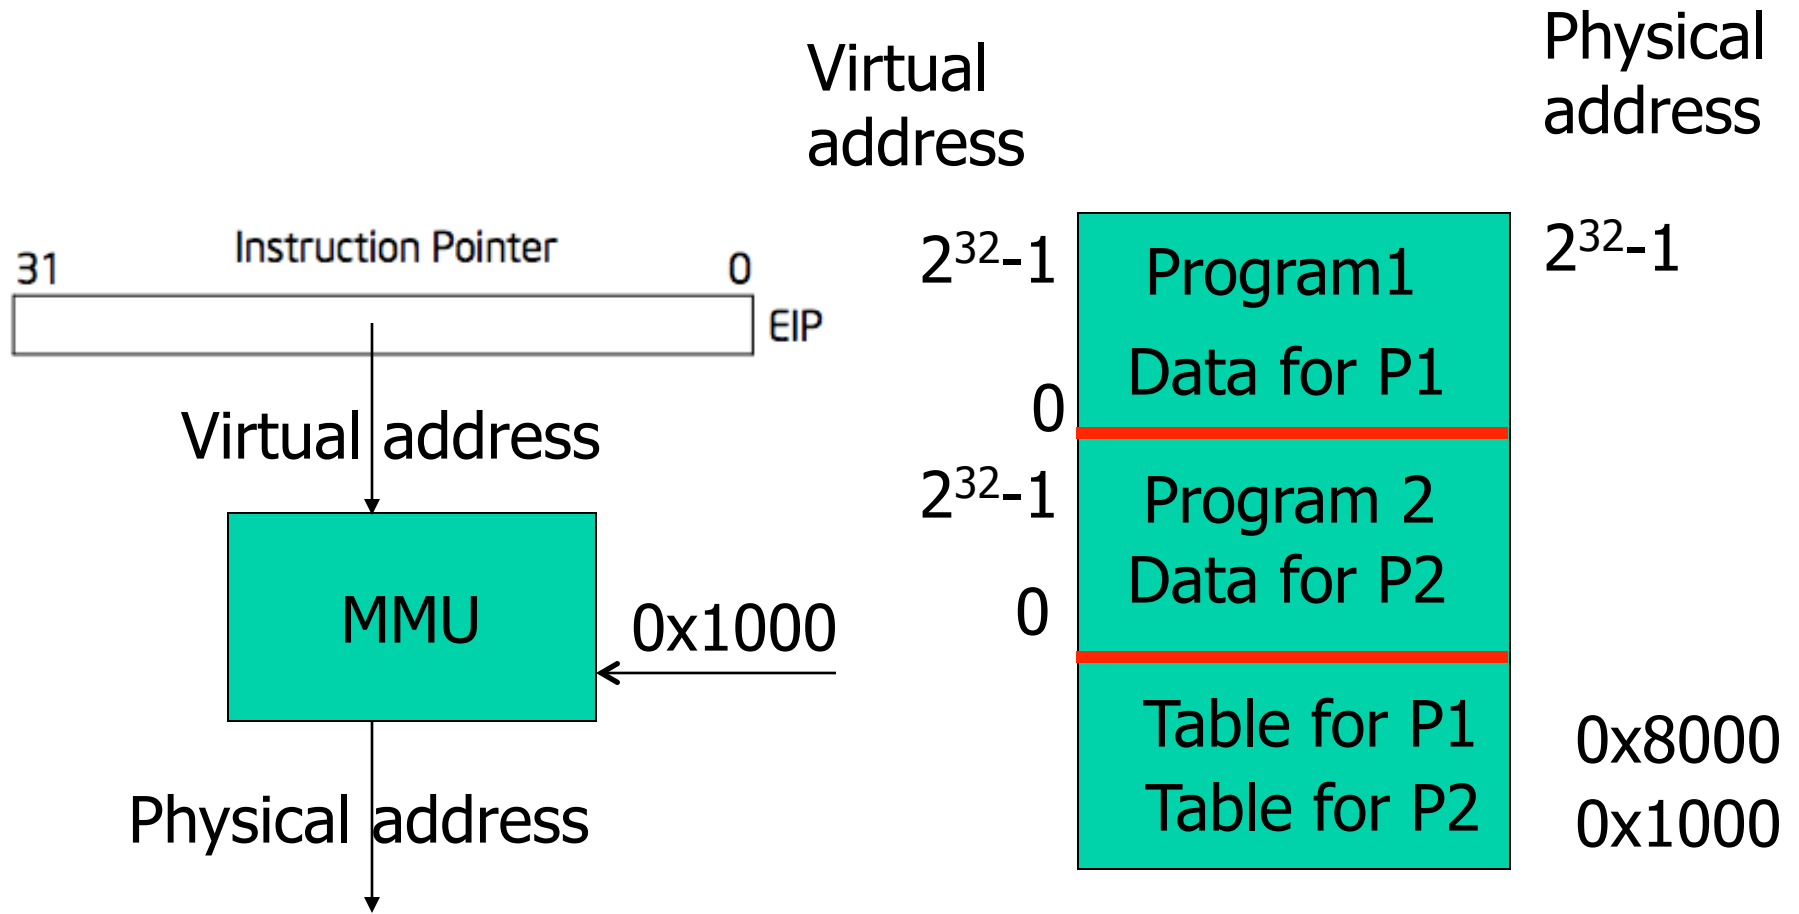 Virtual
address
Physical
address
31 Instruction Pointer 0
EIP
Virtual address
MMU
0x1000
Physical address
2³²-1 Program1 2³²-1
Data for P1
0
2³²-1 Program 2
Data for P2
0
Table for P1 0x8000
Table for P2 0x1000